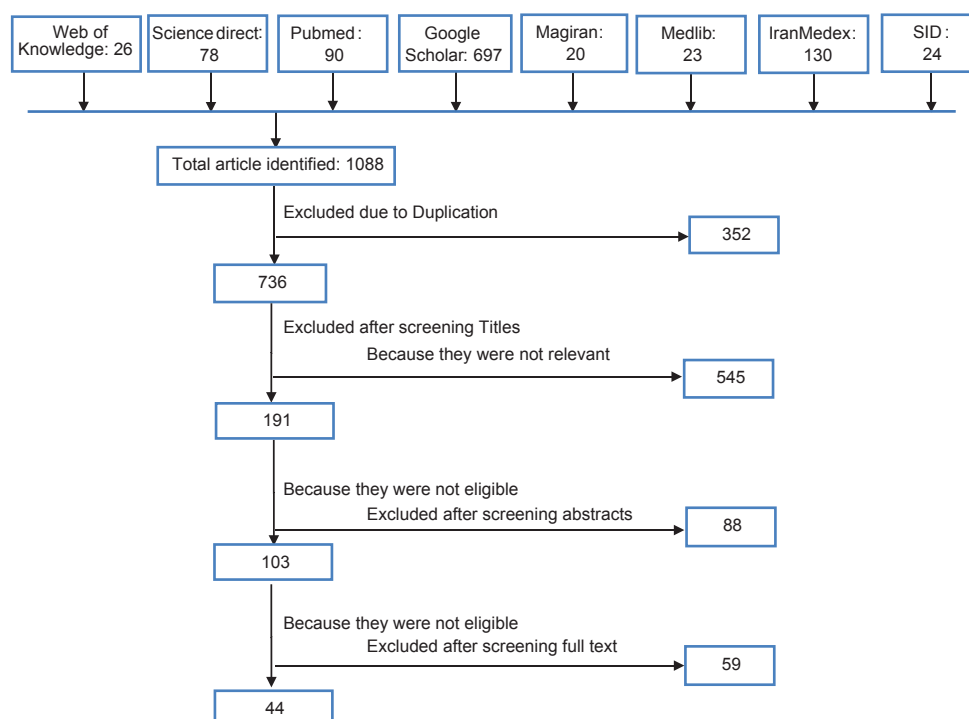 Web of
Knowledge: 26
Science direct:
78
Pubmed :
90
Google
Scholar: 697
Magiran:
20
Medlib:
23
IranMedex:
130
SID :
24
Total article identified: 1088
Excluded due to Duplication
352
736
Excluded after screening Titles
Because they were not relevant
545
191
Because they were not eligible
Excluded after screening abstracts
88
103
Because they were not eligible
Excluded after screening full text
59
44